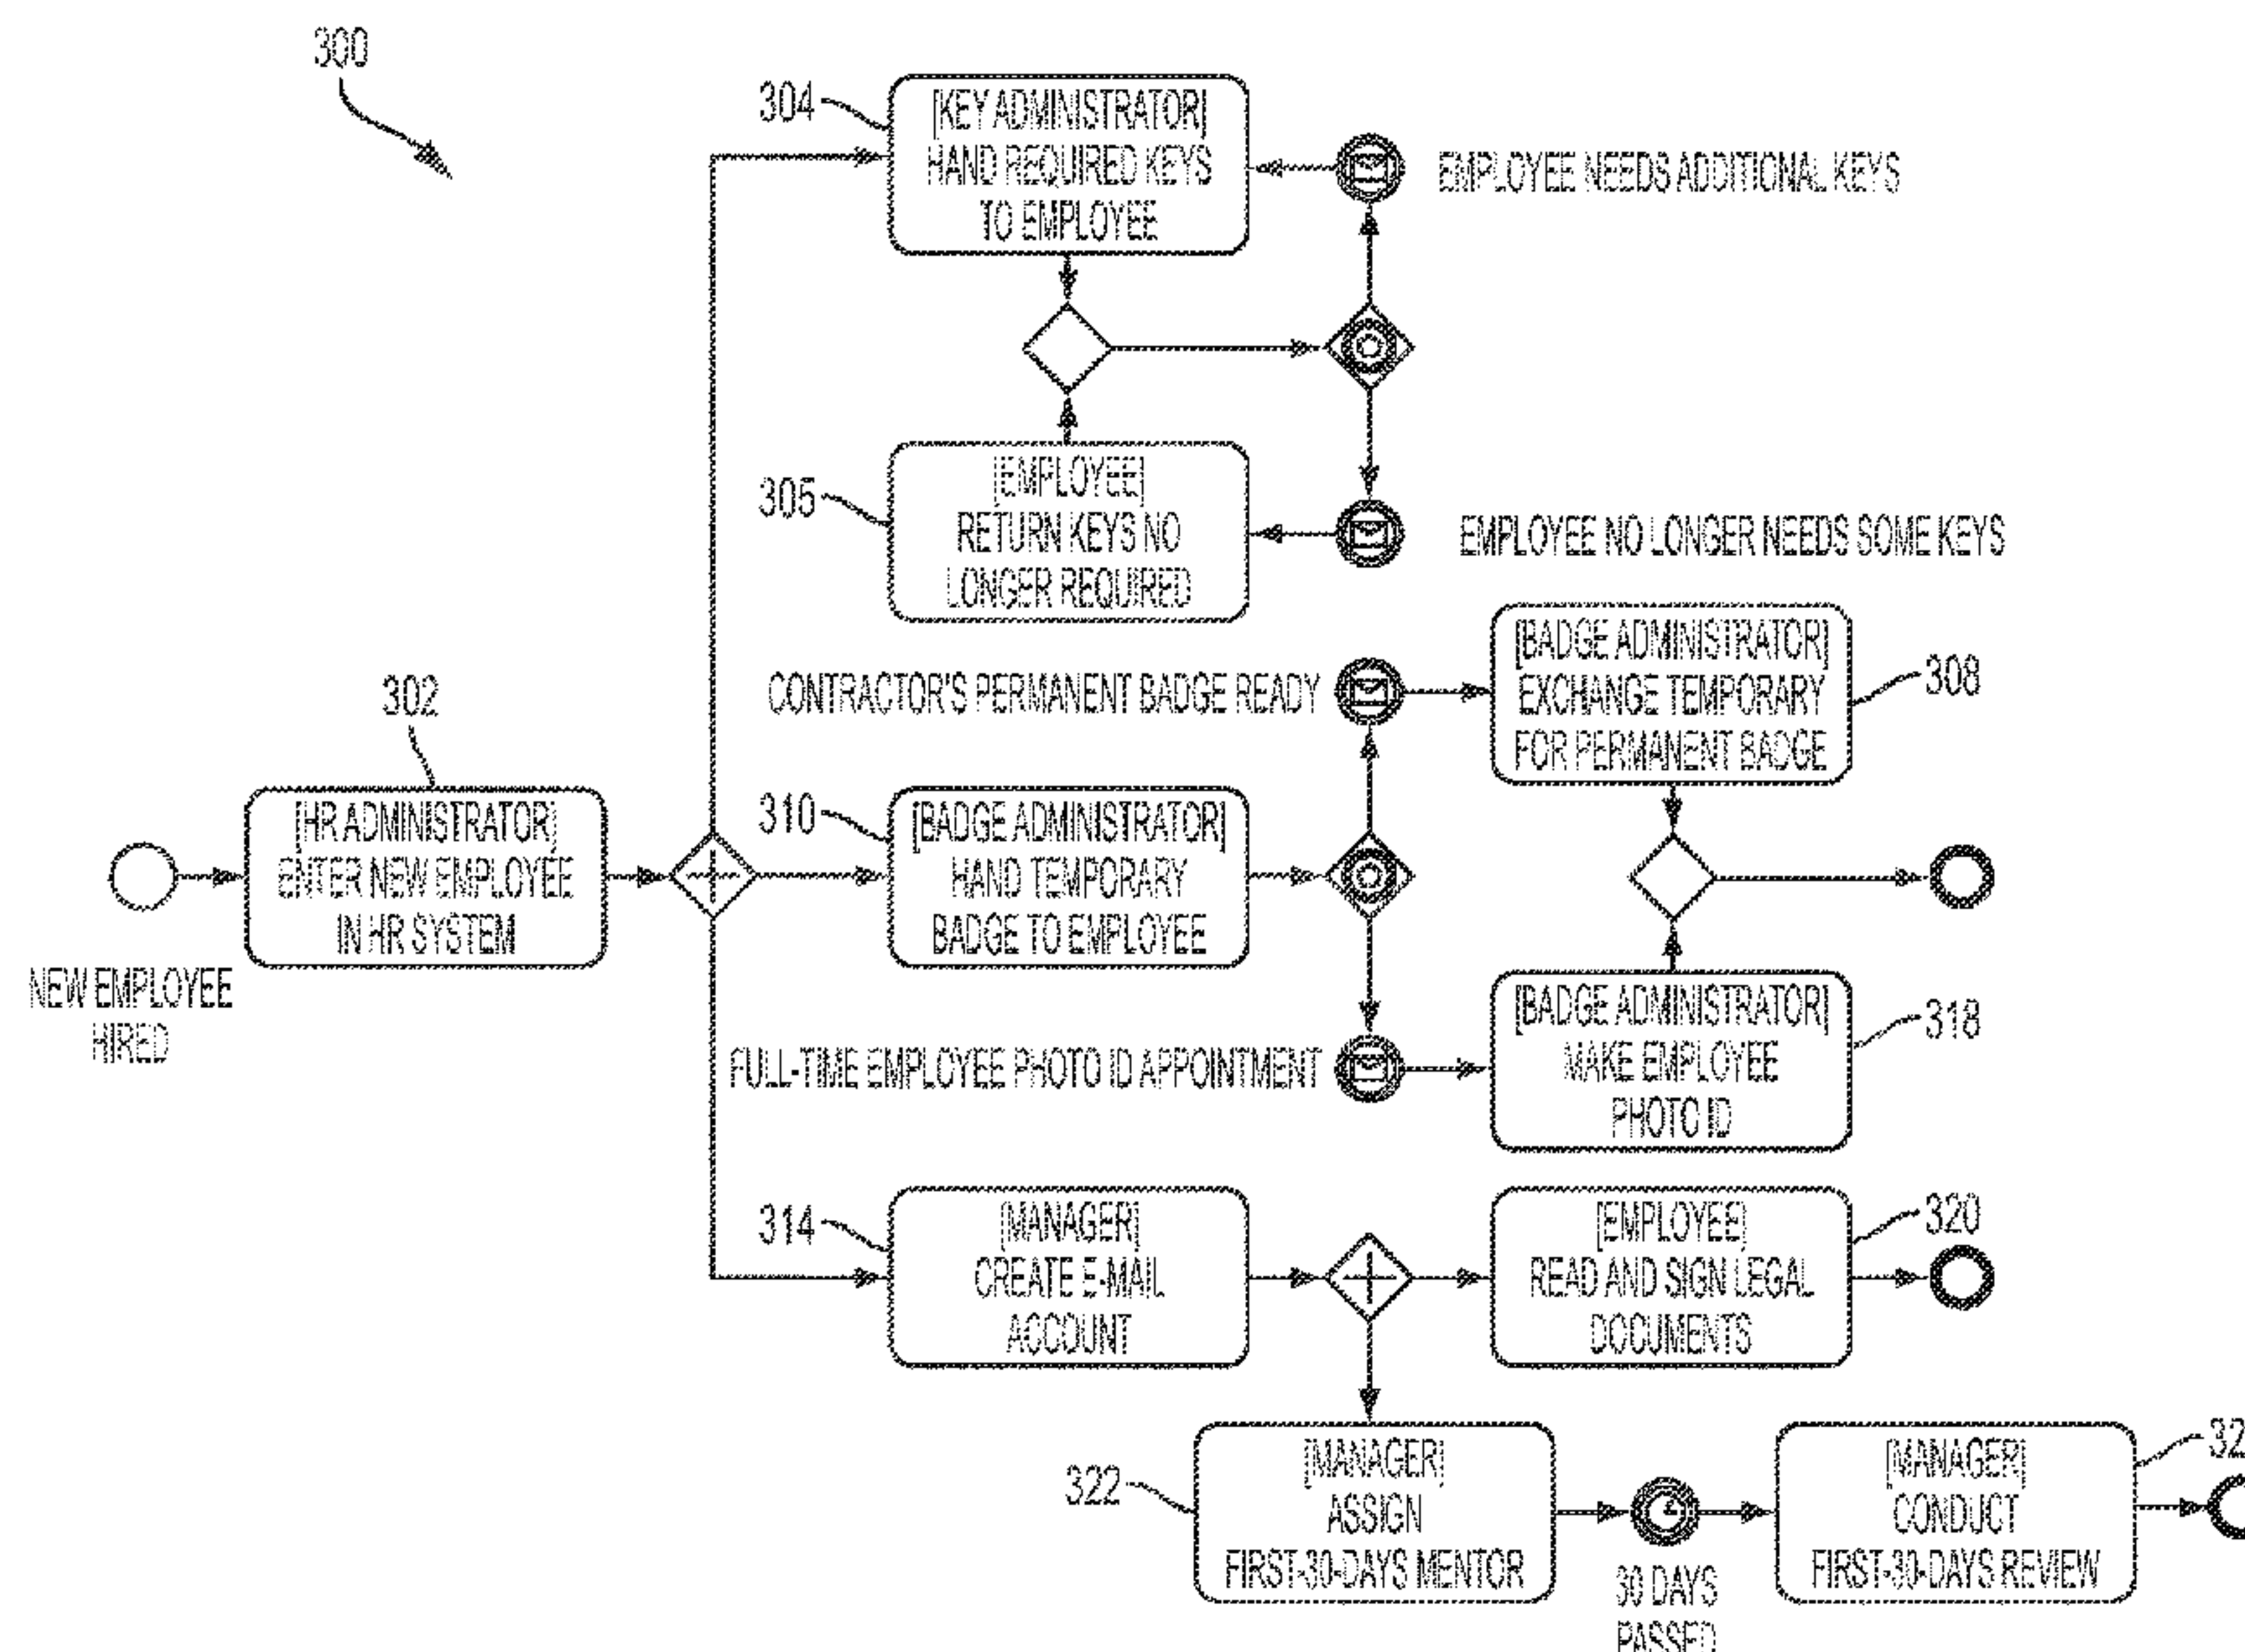 300
304
[KEY ADMINISTRATOR]
HAND REQUIRED KEYS
TO EMPLOYEE
EMPLOYEE NEEDS ADDITIONAL KEYS
305
[EMPLOYEE]
RETURN KEYS NO
LONGER REQUIRED
EMPLOYEE NO LONGER NEEDS SOME KEYS
CONTRACTOR'S PERMANENT BADGE READY
[BADGE ADMINISTRATOR]
EXCHANGE TEMPORARY
FOR PERMANENT BADGE
308
302
[HR ADMINISTRATOR]
ENTER NEW EMPLOYEE
IN HR SYSTEM
NEW EMPLOYEE
HIRED
310
[BADGE ADMINISTRATOR]
HAND TEMPORARY
BADGE TO EMPLOYEE
FULL-TIME EMPLOYEE PHOTO ID APPOINTMENT
[BADGE ADMINISTRATOR]
MAKE EMPLOYEE
PHOTO ID
318
314
[MANAGER]
CREATE E-MAIL
ACCOUNT
[EMPLOYEE]
READ AND SIGN LEGAL
DOCUMENTS
320
322
[MANAGER]
ASSIGN
FIRST-30-DAYS MENTOR
30 DAYS
PASSED
[MANAGER]
CONDUCT
FIRST-30-DAYS REVIEW